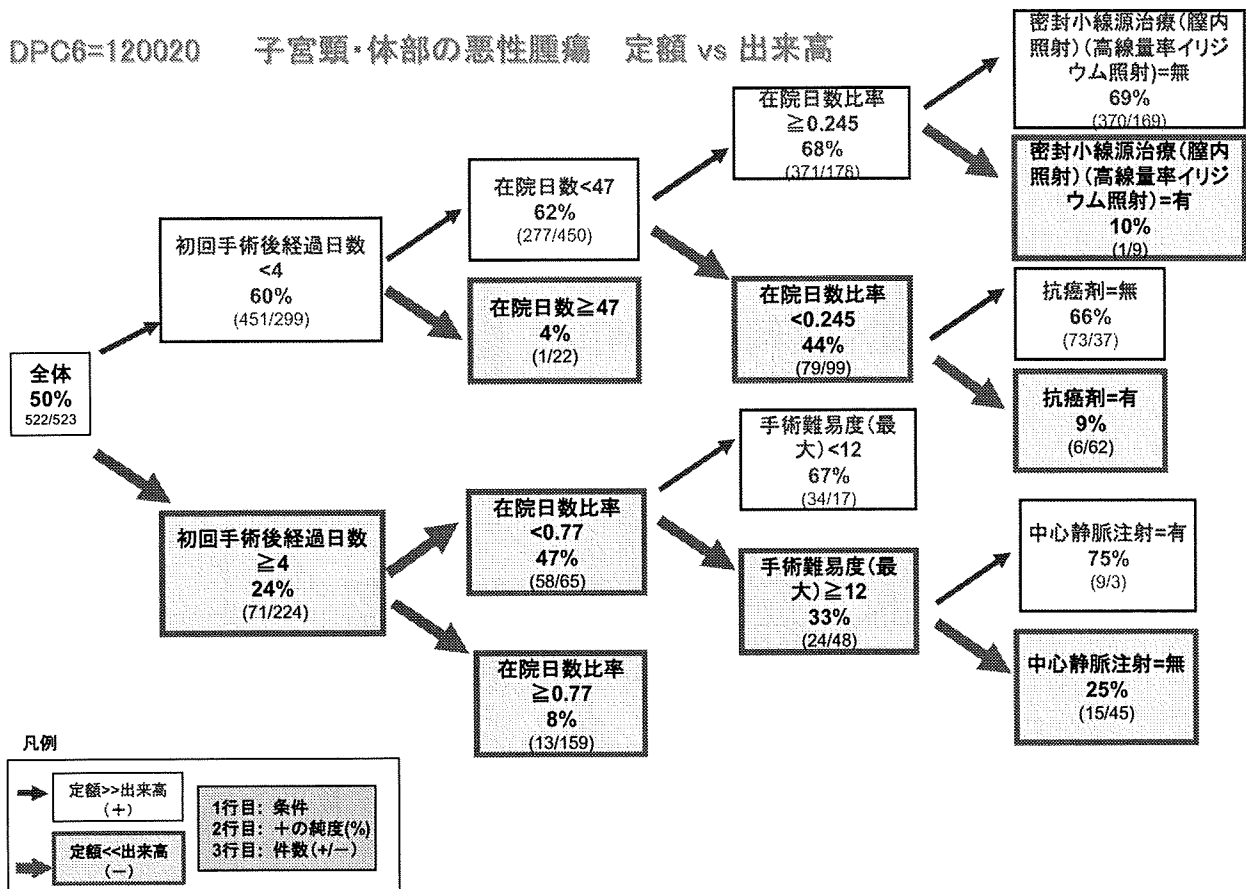 DPC6=120020 子宮頸・体部の悪性腫瘍 定額 vs 出来高
全体
50%
522/523
初回手術後経過日数
<4
60%
(451/299)
初回手術後経過日数
≧4
24%
(71/224)
在院日数<47
62%
(277/450)
在院日数≧47
4%
(1/22)
在院日数比率
<0.77
47%
(58/65)
在院日数比率
≧0.77
8%
(13/159)
在院日数比率
≧0.245
68%
(371/178)
在院日数比率
<0.245
44%
(79/99)
手術難易度(最
大)<12
67%
(34/17)
手術難易度(最
大)≧12
33%
(24/48)
密封小線源治療(膣内
照射)(高線量率イリジ
ウム照射)=無
69%
(370/169)
密封小線源治療(膣内
照射)(高線量率イリジ
ウム照射)=有
10%
(1/9)
抗癌剤=無
66%
(73/37)
抗癌剤=有
9%
(6/62)
中心静脈注射=有
75%
(9/3)
中心静脈注射=無
25%
(15/45)
凡例
定額>>出来高
(+)
定額<<出来高
(−)
1行目: 条件
2行目: +の純度(%)
3行目: 件数(+/−)